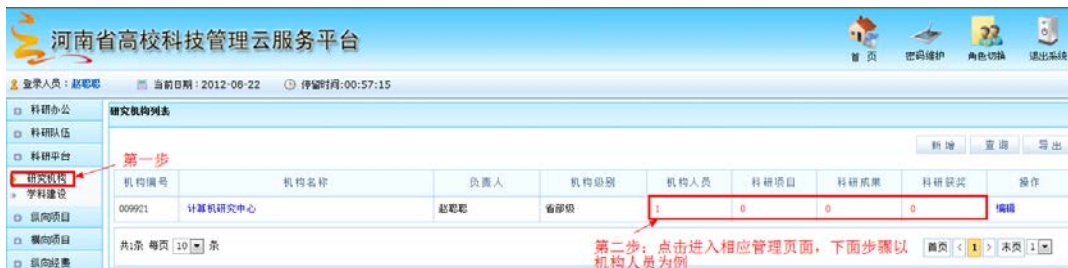 河南省高校科技管理云服务平台
首 页 密码维护 角色切换 退出系统
登录人员：赵聪聪 当前日期：2012-08-22 停留时间:00:57:15
科研办公
研究机构列表
科研队伍
科研平台
新 增 查 询 导 出
第一步
研究机构
学科建设
机构编号 机构名称 负责人 机构级别 机构人员 科研项目 科研成果 科研获奖 操作
009921 计算机研究中心 赵聪聪 省部级 1 0 0 0 编辑
纵向项目
横向项目
共1条 每页 10 条
首页 < 1 > 末页 1
第二步：点击进入相应管理页面，下面步骤以
机构人员为例
纵向经费